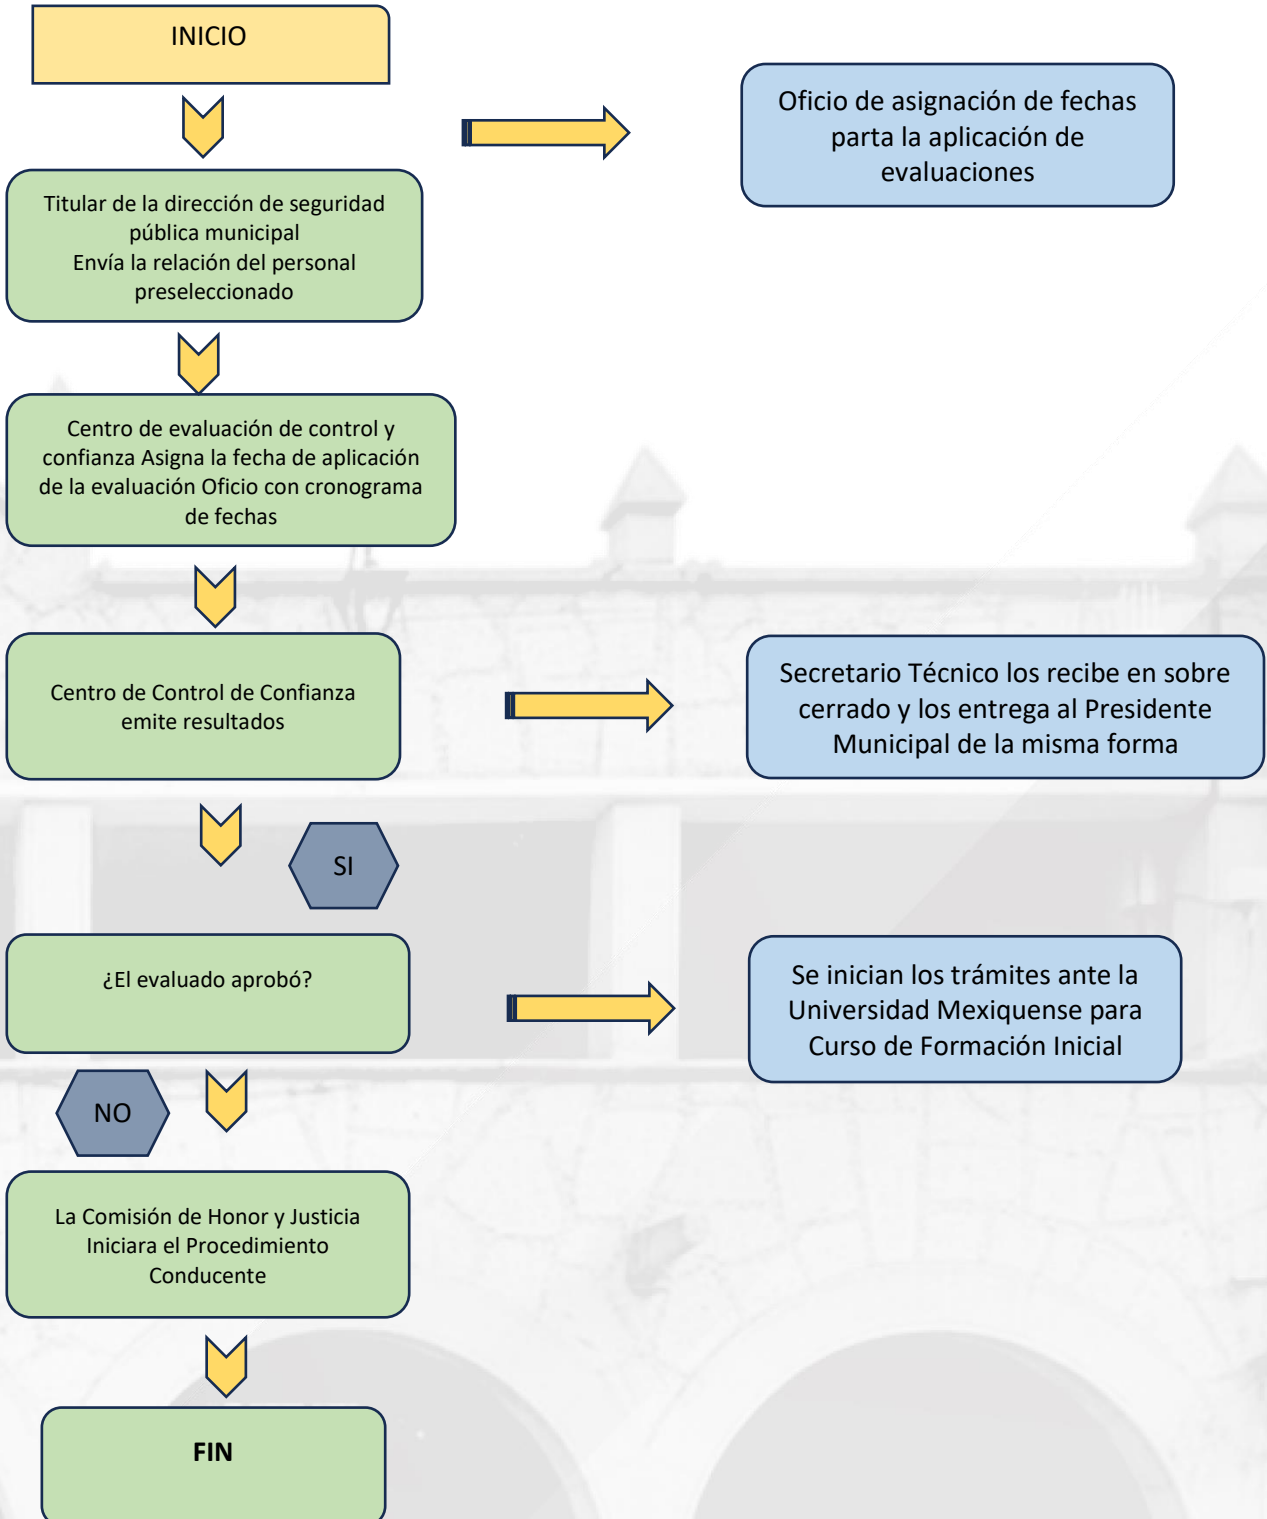 INICIO
Oficio de asignación de fechas
parta la aplicación de
evaluaciones
Titular de la dirección de seguridad
pública municipal
Envía la relación del personal
preseleccionado
Centro de evaluación de control y
confianza Asigna la fecha de aplicación
de la evaluación Oficio con cronograma
de fechas
Centro de Control de Confianza
emite resultados
Secretario Técnico los recibe en sobre
cerrado y los entrega al Presidente
Municipal de la misma forma
SI
¿El evaluado aprobó?
Se inician los trámites ante la
Universidad Mexiquense para
Curso de Formación Inicial
NO
La Comisión de Honor y Justicia
Iniciara el Procedimiento
Conducente
FIN